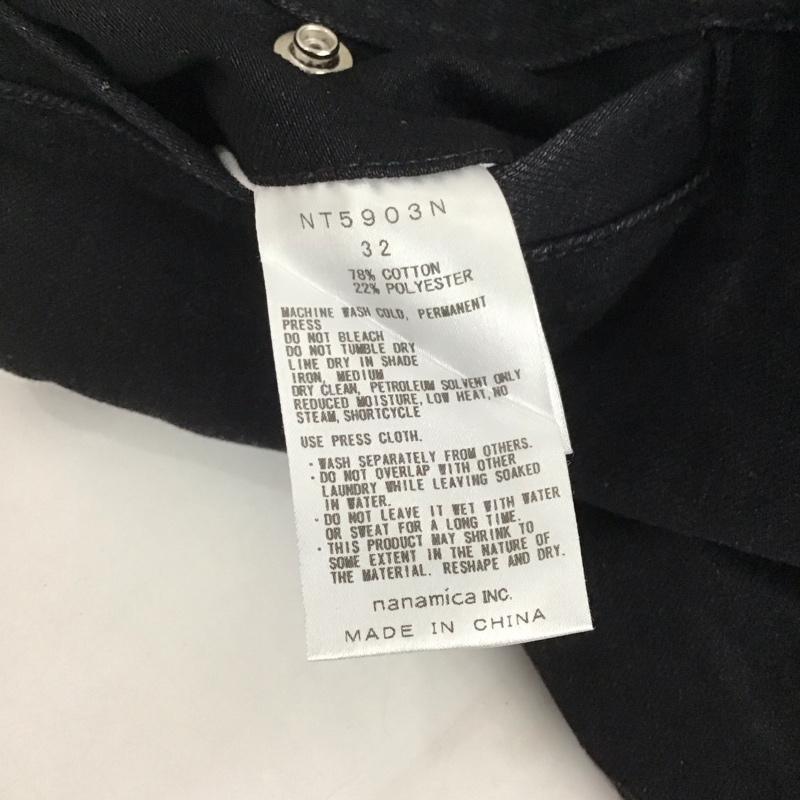 NT5903N
32
78% COTTON
22% POLYESTER
MACHINE WASH COLD, PERMANENT
PRESS
DO NOT BLEACH
DO NOT TUMBLE DRY
LINE DRY IN SHADE
IRON, MEDIUM
DRY CLEAN, PETROLEUM SOLVENT ONLY
REDUCED MOISTURE, LOW HEAT, NO
STEAM, SHORTCYCLE
USE PRESS CLOTH.
・WASH SEPARATELY FROM OTHERS.
・DO NOT OVERLAP WITH OTHER
LAUNDRY WHILE LEAVING SOAKED
IN WATER.
・DO NOT LEAVE IT WET WITH WATER
OR SWEAT FOR A LONG TIME.
・THIS PRODUCT MAY SHRINK TO
SOME EXTENT IN THE NATURE OF
THE MATERIAL. RESHAPE AND DRY.
nanamica INC.
MADE IN CHINA